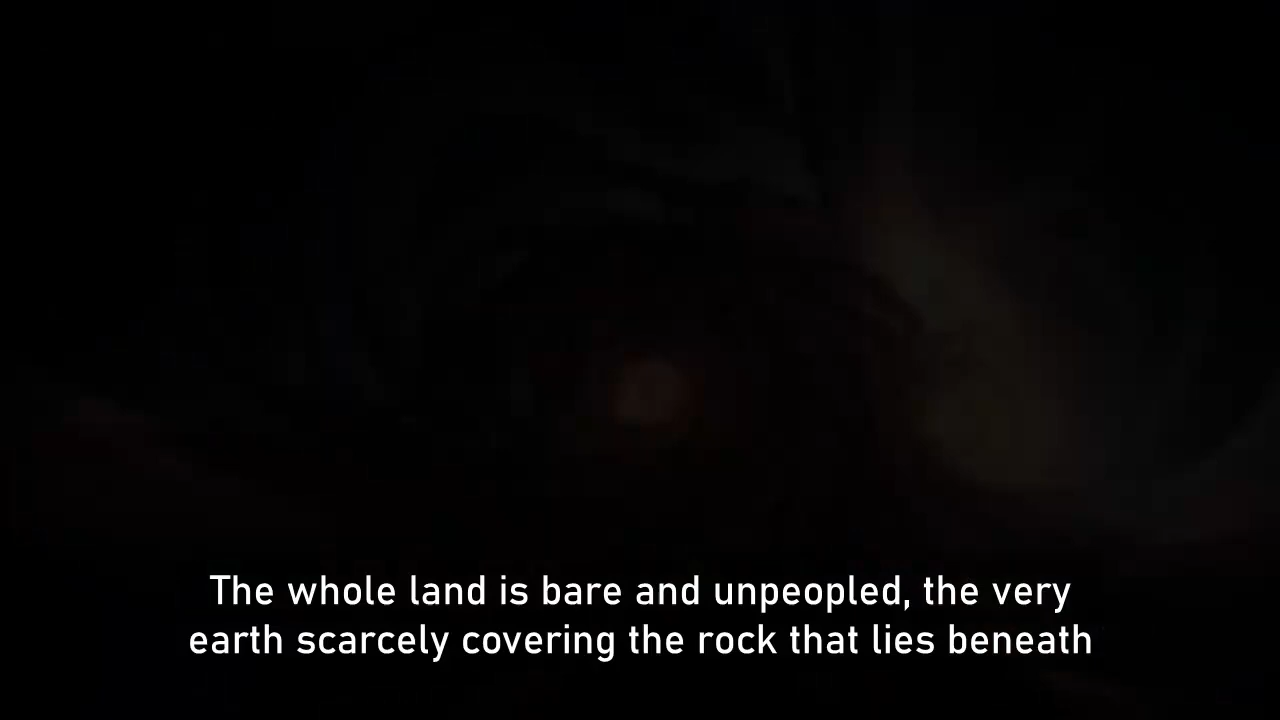 The whole land is bare and unpeopled, the very
earth scarcely covering the rock that lies beneath